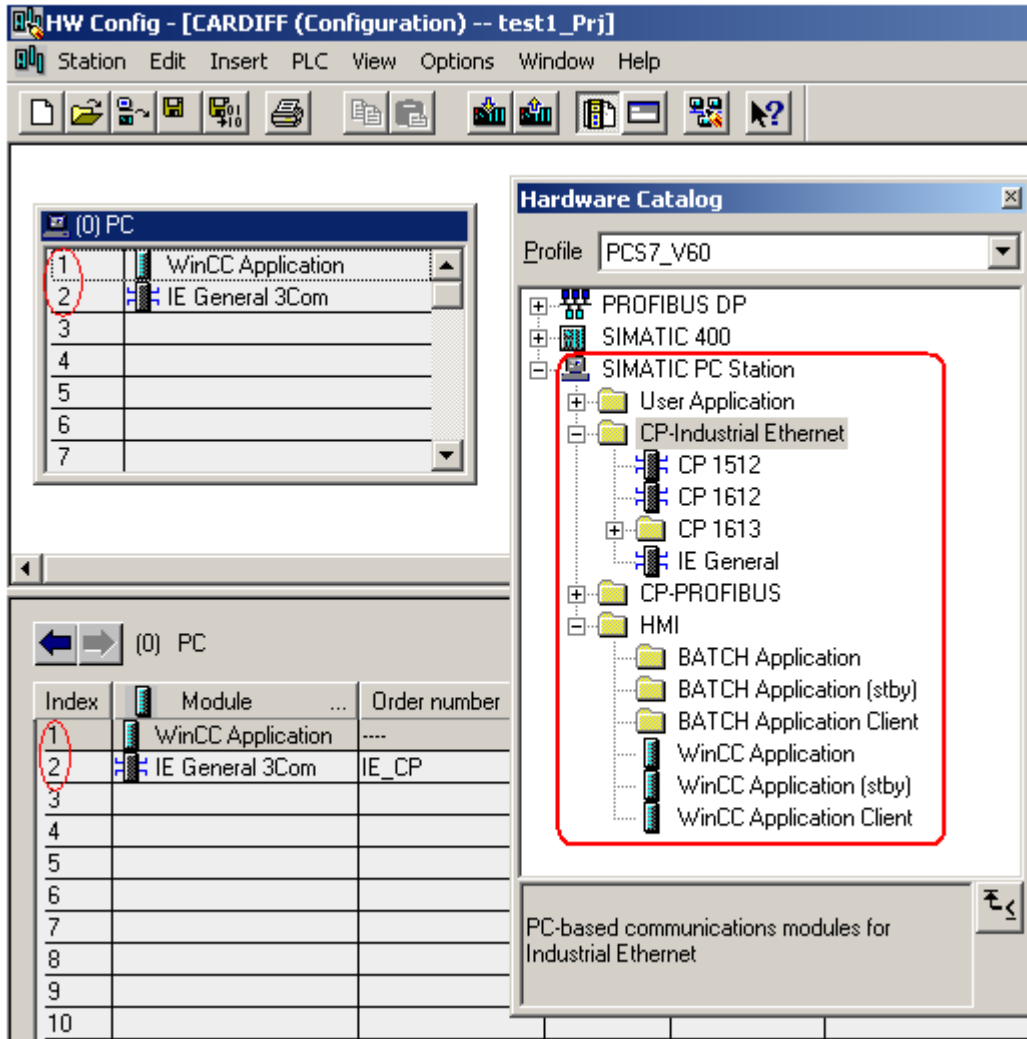 HW Config - [CARDIFF (Configuration) -- test1_Prj]
Station Edit Insert PLC View Options Window Help
(0) PC
1 WinCC Application
2 IE General 3Com
3
4
5
6
7
Hardware Catalog
Profile PCS7_V60
PROFIBUS DP
SIMATIC 400
SIMATIC PC Station
User Application
CP-Industrial Ethernet
CP 1512
CP 1612
CP 1613
IE General
CP-PROFIBUS
HMI
BATCH Application
BATCH Application (stby)
BATCH Application Client
WinCC Application
WinCC Application (stby)
WinCC Application Client
PC-based communications modules for
Industrial Ethernet
(0) PC
Index Module ... Order number
1 WinCC Application ----
2 IE General 3Com IE_CP
3
4
5
6
7
8
9
10